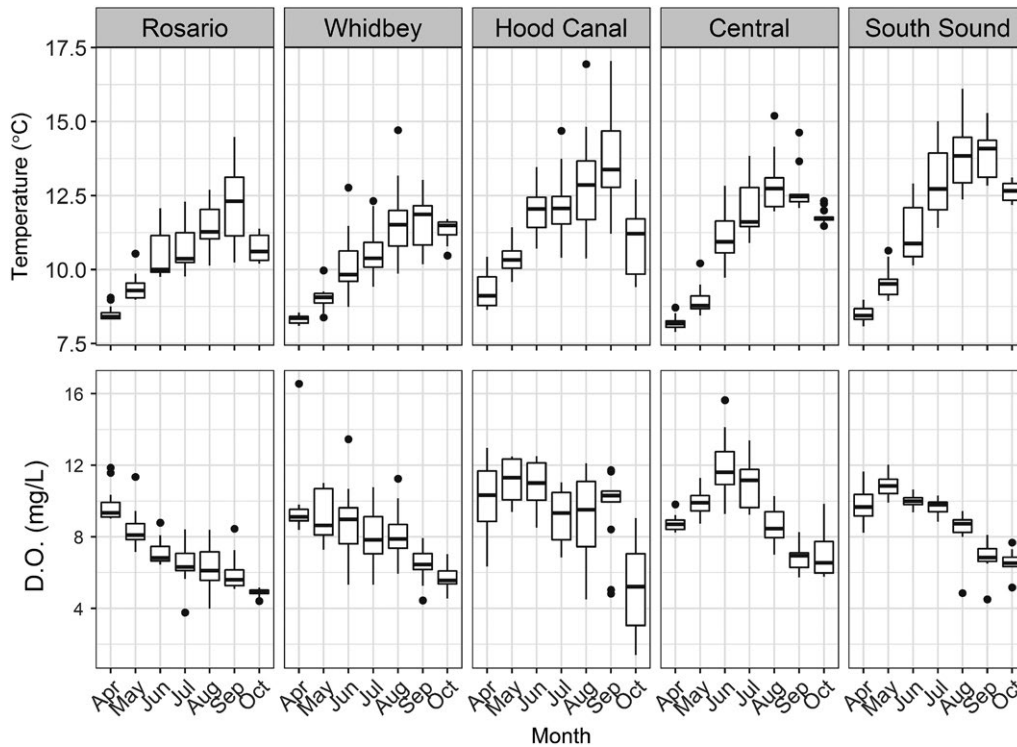 Rosario Whidbey Hood Canal Central South Sound
Temperature (°C)
17.5
15.0
12.5
10.0
7.5
D.O. (mg/L)
16
12
8
4
Apr May Jun Jul Aug Sep Oct Apr May Jun Jul Aug Sep Oct Apr May Jun Jul Aug Sep Oct Apr May Jun Jul Aug Sep Oct Apr May Jun Jul Aug Sep Oct
Month